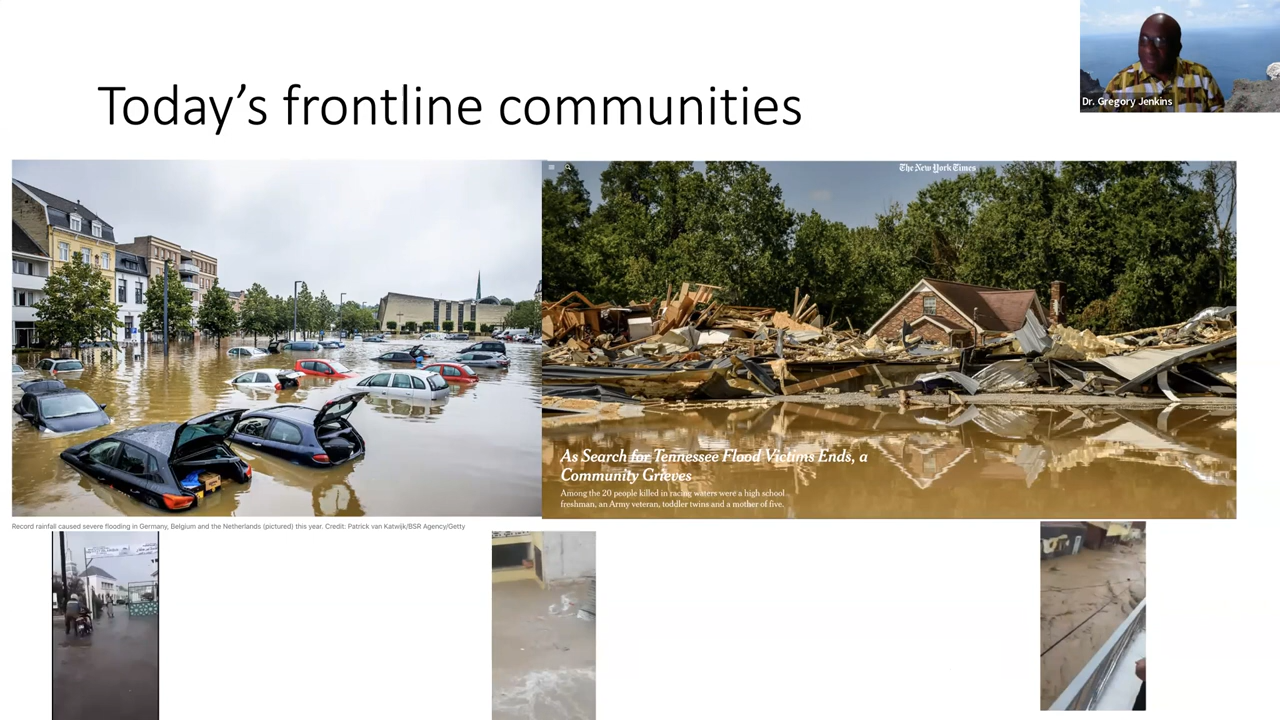 Today's frontline communities
Dr. Gregory Jenkins
The New York Times
As Search for Tennessee Flood Victims Ends, a
Community Grieves
Among the 20 people killed in racing waters were a high school
freshman, an Army veteran, toddler twins and a mother of five.
Record rainfall caused severe flooding in Germany, Belgium and the Netherlands (pictured) this year. Credit: Patrick van Katwijk/BSR Agency/Getty